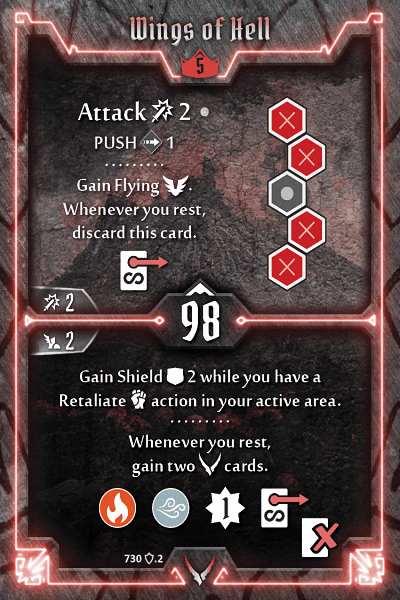 Wings of Hell
5
Attack 2
PUSH 1
Gain Flying .
Whenever you rest,
discard this card.
2
98
2
Gain Shield 2 while you have a
Retaliate action in your active area.
Whenever you rest,
gain two cards.
1
730 .2